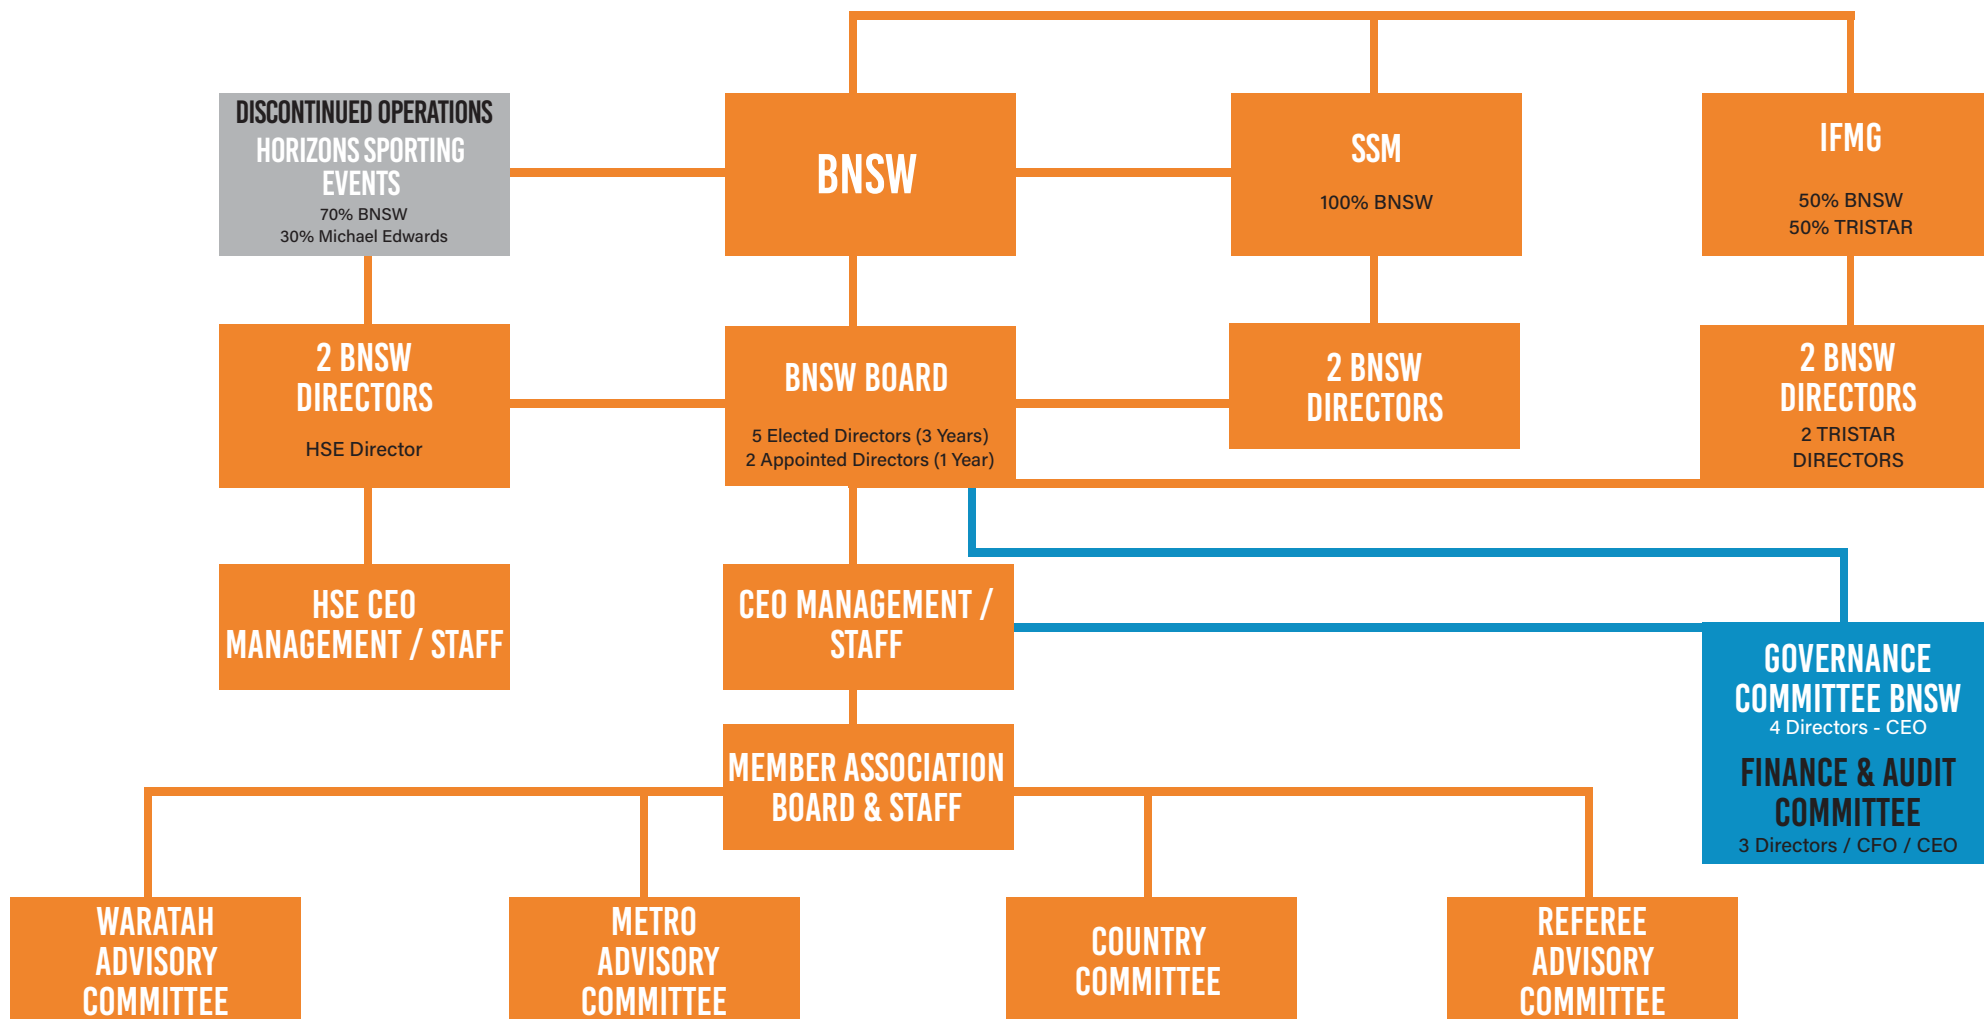 DISCONTINUED OPERATIONS
HORIZONS SPORTING
EVENTS
70% BNSW
30% Michael Edwards
BNSW
SSM
100% BNSW
IFMG
50% BNSW
50% TRISTAR
2 BNSW
DIRECTORS
HSE Director
BNSW BOARD
5 Elected Directors (3 Years)
2 Appointed Directors (1 Year)
2 BNSW
DIRECTORS
2 BNSW
DIRECTORS
2 TRISTAR
DIRECTORS
HSE CEO
MANAGEMENT / STAFF
CEO MANAGEMENT /
STAFF
GOVERNANCE
COMMITTEE BNSW
4 Directors - CEO
FINANCE & AUDIT
COMMITTEE
3 Directors / CFO / CEO
MEMBER ASSOCIATION
BOARD & STAFF
WARATAH
ADVISORY
COMMITTEE
METRO
ADVISORY
COMMITTEE
COUNTRY
COMMITTEE
REFEREE
ADVISORY
COMMITTEE